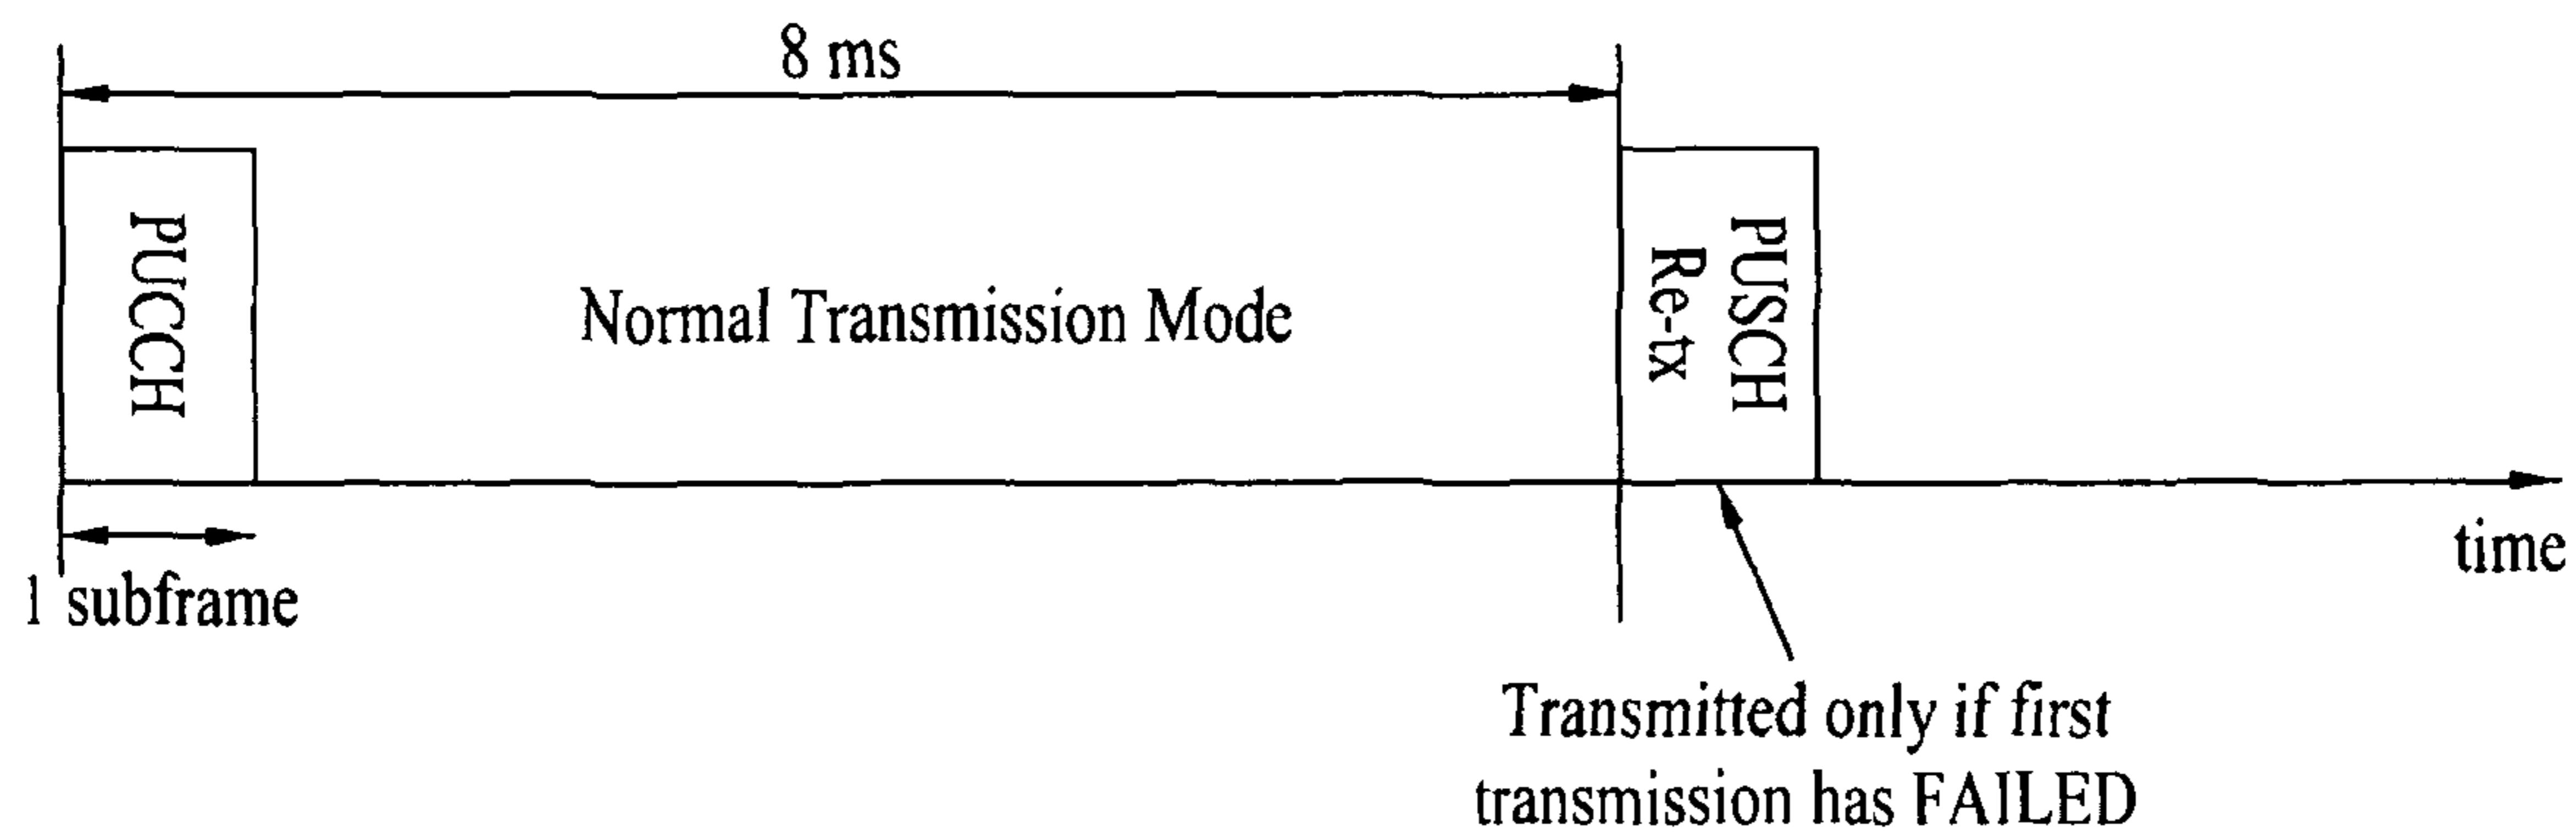 8 ms
PUCCH
Normal Transmission Mode
PUSCH
Re-tx
1 subframe
time
Transmitted only if first
transmission has FAILED